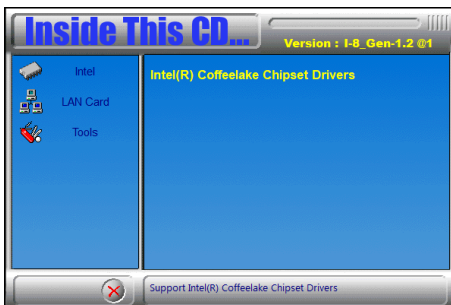 Inside This CD...
Version : I-8_Gen-1.2 @1
Intel
LAN Card
Tools
Intel(R) Coffeelake Chipset Drivers
Support Intel(R) Coffeelake Chipset Drivers